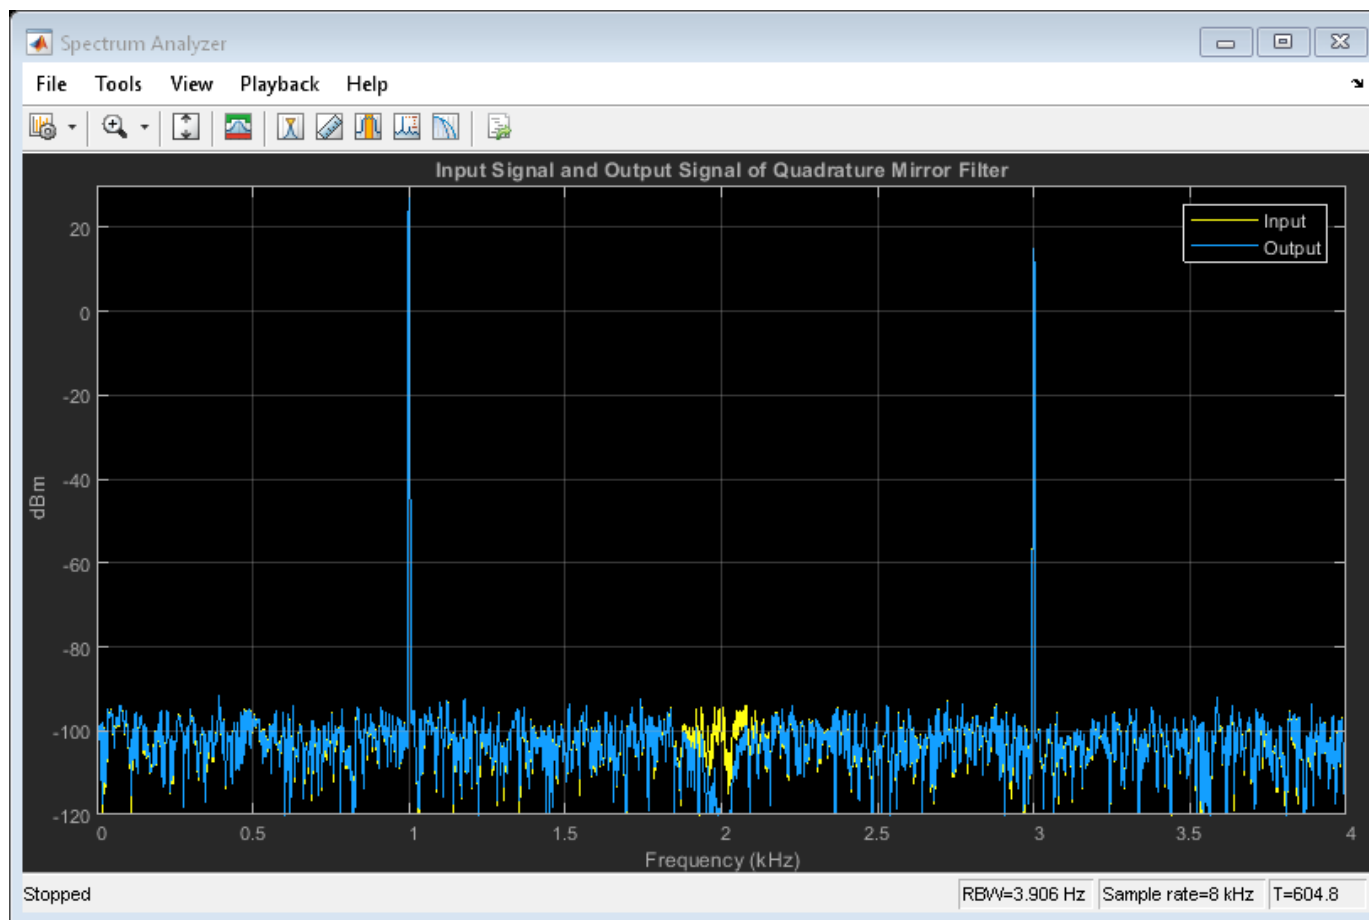 Spectrum Analyzer
File Tools View Playback Help
Input Signal and Output Signal of Quadrature Mirror Filter
Input
Output
20
0
-20
-40
-60
-80
-100
-120
dBm
0 0.5 1 1.5 2 2.5 3 3.5 4
Frequency (kHz)
Stopped RBW=3.906 Hz Sample rate=8 kHz T=604.8